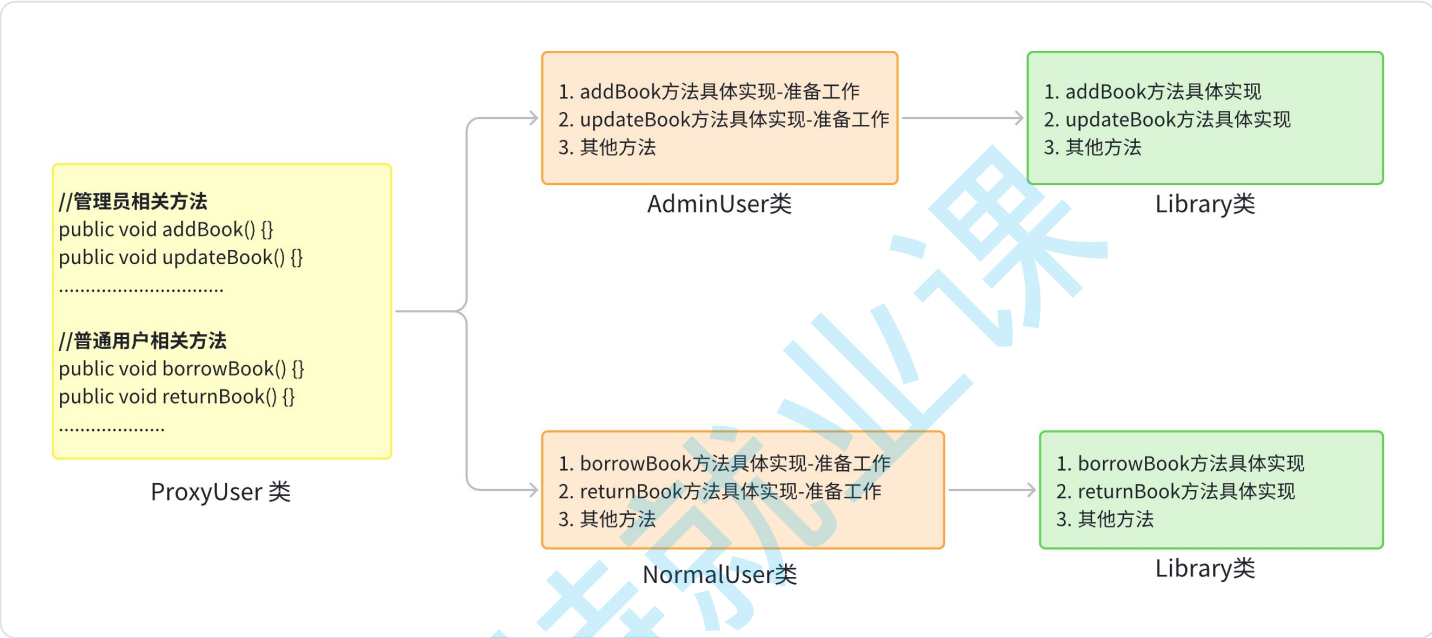 //管理员相关方法
public void addBook() {}
public void updateBook() {}
...............................
//普通用户相关方法
public void borrowBook() {}
public void returnBook() {}
....................
ProxyUser 类
1. addBook方法具体实现-准备工作
2. updateBook方法具体实现-准备工作
3. 其他方法
AdminUser类
1. addBook方法具体实现
2. updateBook方法具体实现
3. 其他方法
Library类
1. borrowBook方法具体实现-准备工作
2. returnBook方法具体实现-准备工作
3. 其他方法
NormalUser类
1. borrowBook方法具体实现
2. returnBook方法具体实现
3. 其他方法
Library类
就业课